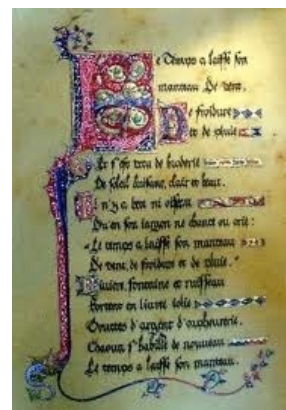 Le Temps a laissé son
manteau De vent,
De froidure
et de pluie
Et s'est vetu de broderie
De soleil luisant, clair et beau.
Il n'y a bete ni oiseau
Qu'en son jargon ne chante ou crie:
"Le temps a laissé son manteau
De vent, de froidure et de pluie."
Rivière, fontaine et ruisseau
Portent en livrée jolie
Gouttes d'argent d'orphevrerie.
Chacun s'habille de nouveau
Le temps a laissé son manteau.